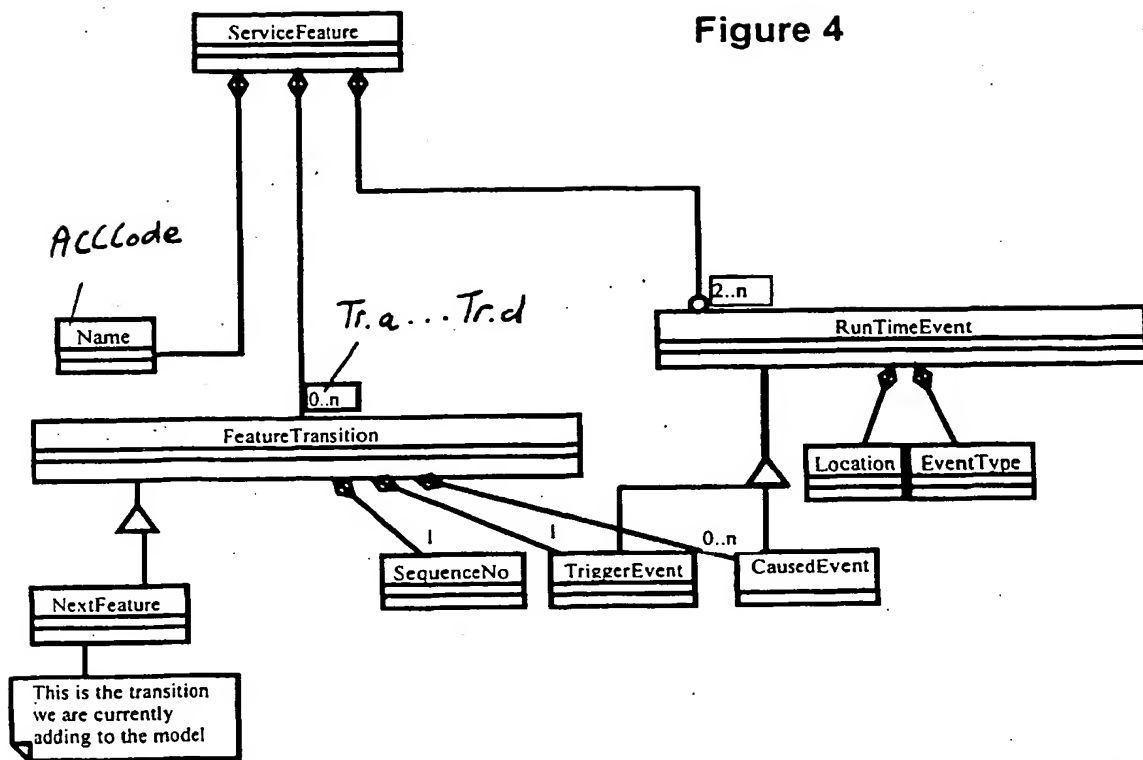 Figure 4
ServiceFeature
ACCCode
Name
Tr.a...Tr.d
0..n
2..n
RunTimeEvent
FeatureTransition
Location
EventType
1
1
0..n
SequenceNo
TriggerEvent
CausedEvent
NextFeature
This is the transition
we are currently
adding to the model